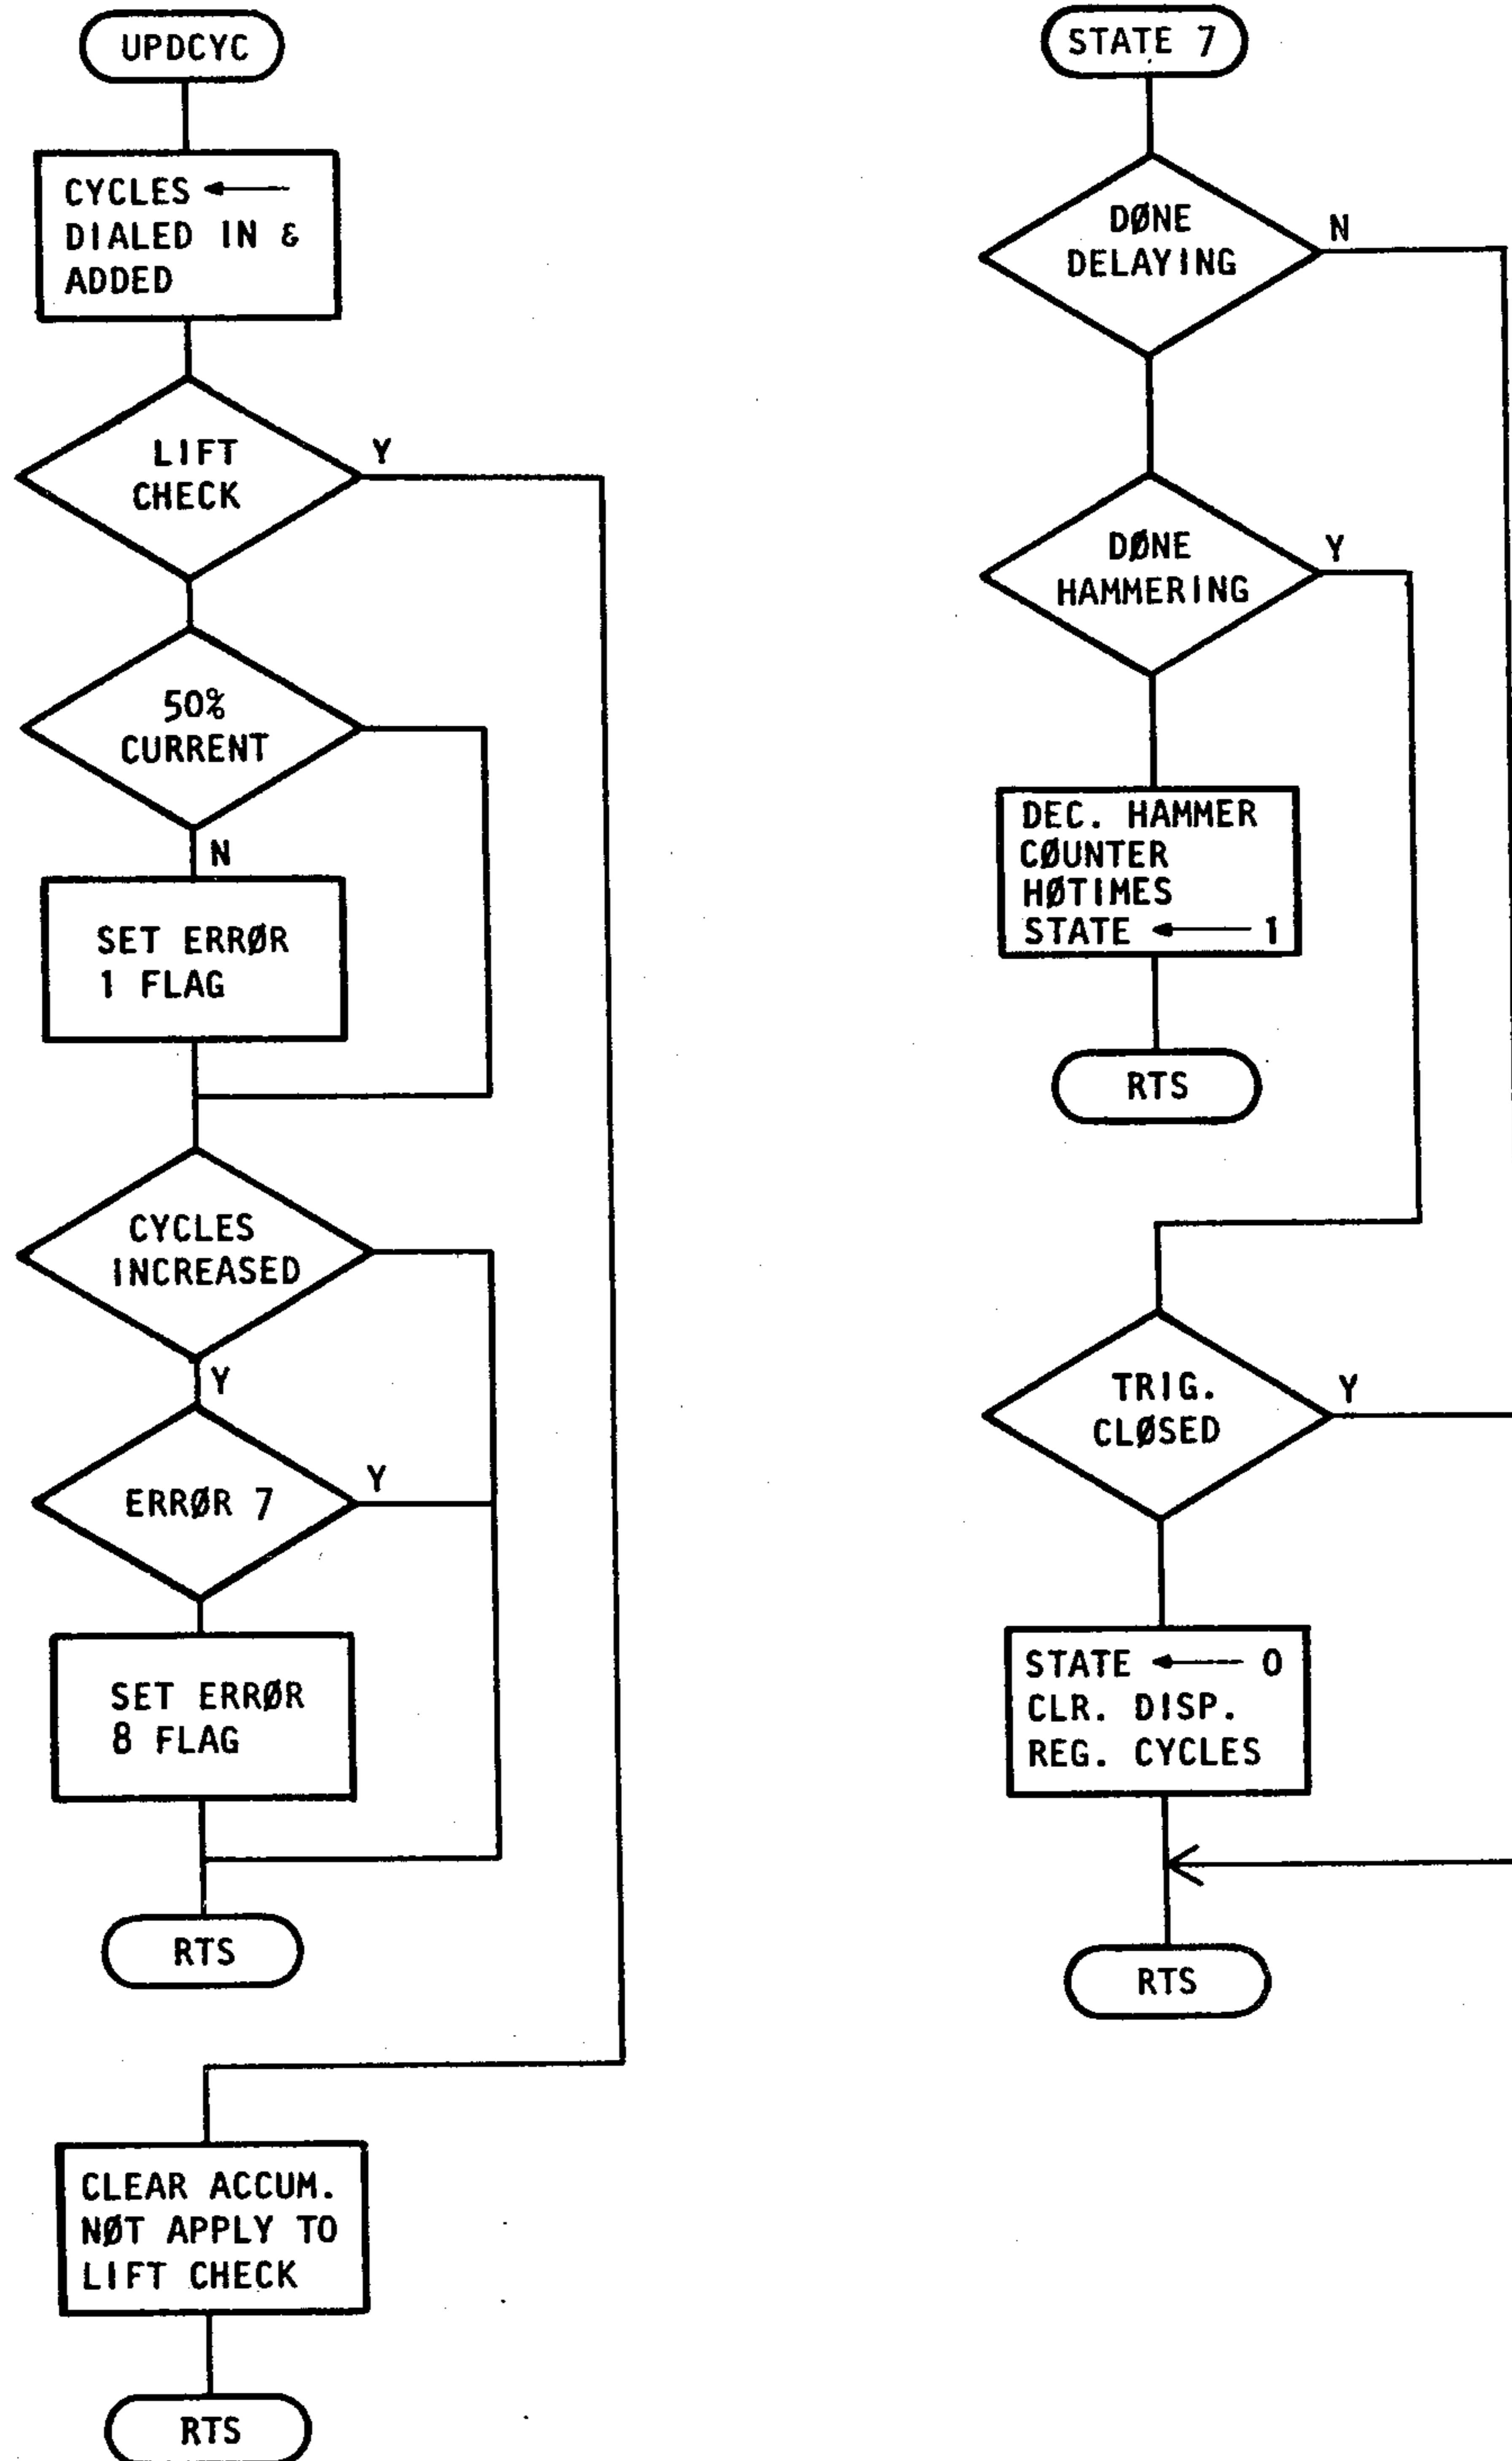 UPDCYC
CYCLES ←
DIALED IN &
ADDED
LIFT
CHECK
Y
50%
CURRENT
N
SET ERRØR
1 FLAG
CYCLES
INCREASED
Y
ERRØR 7
Y
SET ERRØR
8 FLAG
RTS
CLEAR ACCUM.
NØT APPLY TO
LIFT CHECK
RTS
STATE 7
DØNE
DELAYING
N
DØNE
HAMMERING
Y
DEC. HAMMER
CØUNTER
HØTIMES
STATE ← 1
RTS
TRIG.
CLØSED
Y
STATE ← 0
CLR. DISP.
REG. CYCLES
RTS